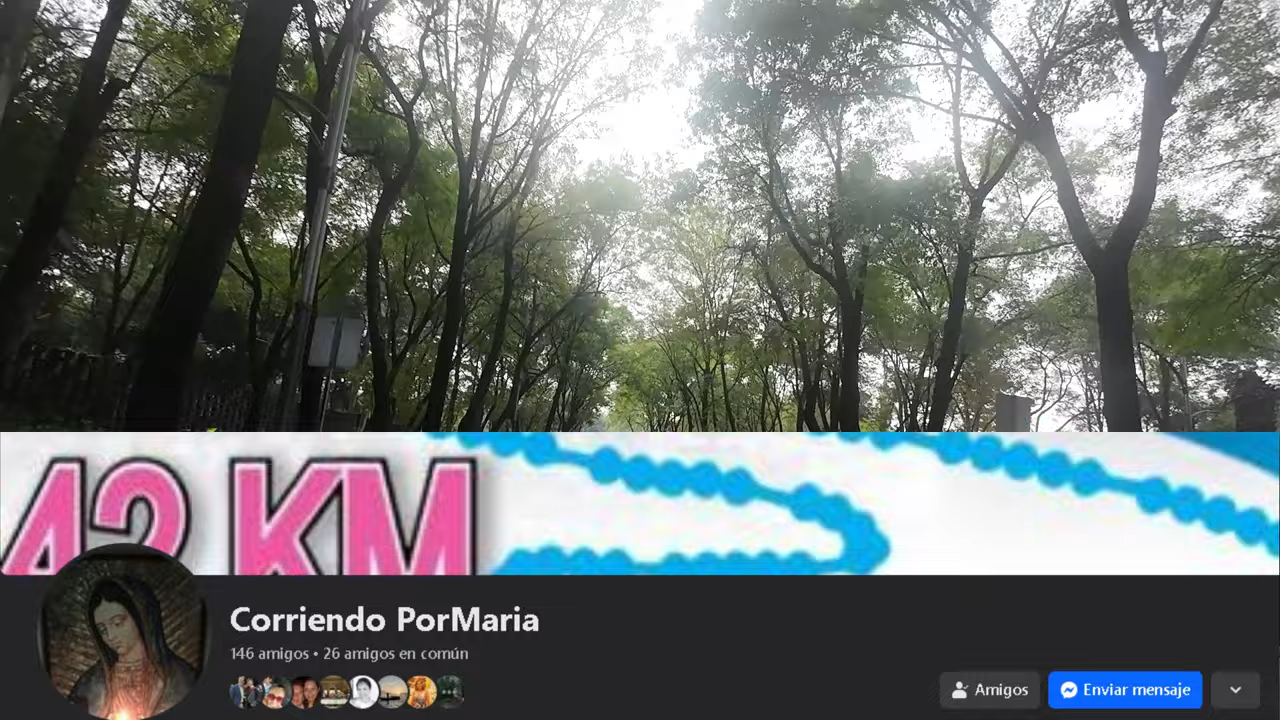 42 KM
Corriendo PorMaria
146 amigos • 26 amigos en común
Amigos
Enviar mensaje